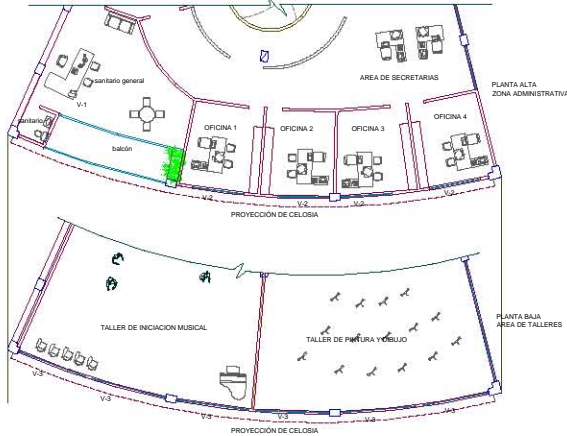 AREA DE SECRETARIAS
sanitario general
V-1
PLANTA ALTA
ZONA ADMINISTRATIVA
sanitario
OFICINA 1
OFICINA 2
OFICINA 3
OFICINA 4
balcón
V-2
V-2
V-2
V-2
PROYECCIÓN DE CELOSIA
TALLER DE INICIACION MUSICAL
TALLER DE PINTURA Y DIBUJO
PLANTA BAJA
AREA DE TALLERES
V-3
V-3
V-3
V-3
V-3
V-3
PROYECCIÓN DE CELOSIA